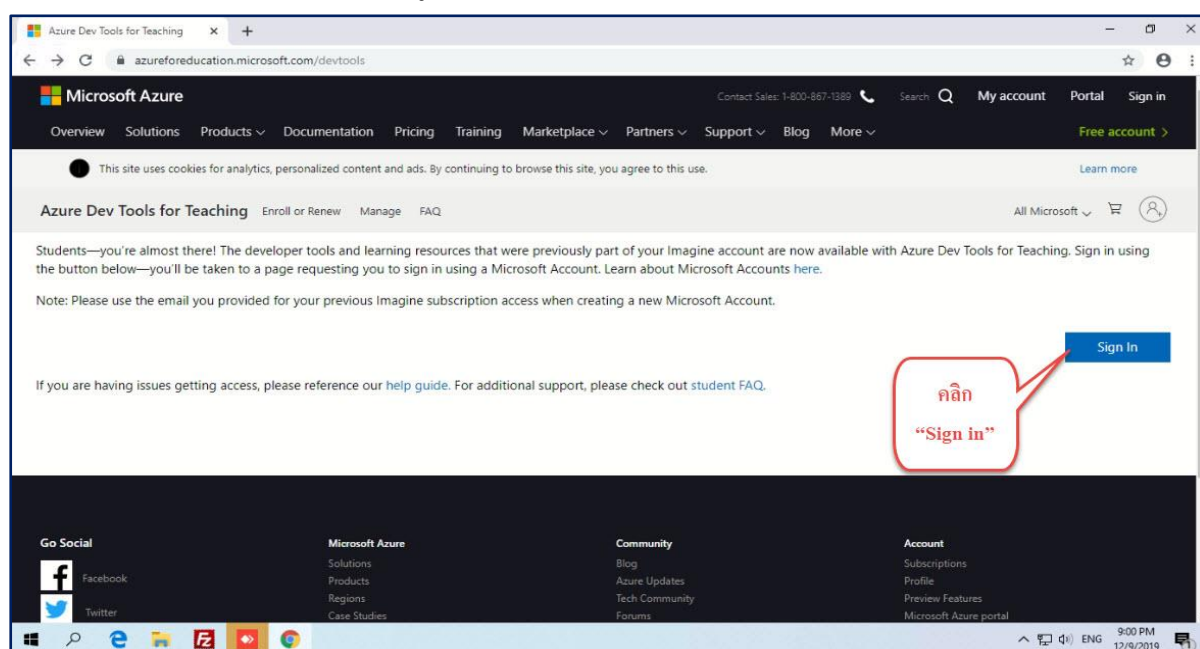 Azure Dev Tools for Teaching
azureforeducation.microsoft.com/devtools
Microsoft Azure
Contact Sales: 1-800-867-1389 Search My account Portal Sign in
Overview Solutions Products Documentation Pricing Training Marketplace Partners Support Blog More Free account >
This site uses cookies for analytics, personalized content and ads. By continuing to browse this site, you agree to this use. Learn more
Azure Dev Tools for Teaching Enroll or Renew Manage FAQ All Microsoft
Students—you're almost there! The developer tools and learning resources that were previously part of your Imagine account are now available with Azure Dev Tools for Teaching. Sign in using
the button below—you'll be taken to a page requesting you to sign in using a Microsoft Account. Learn about Microsoft Accounts here.
Note: Please use the email you provided for your previous Imagine subscription access when creating a new Microsoft Account.
Sign In
If you are having issues getting access, please reference our help guide. For additional support, please check out student FAQ.
คลิก
“Sign in”
Go Social Microsoft Azure Community Account
Solutions Blog Subscriptions
Facebook Products Azure Updates Profile
Regions Tech Community Preview Features
Twitter Case Studies Forums Microsoft Azure portal
ENG 9:00 PM
12/9/2019